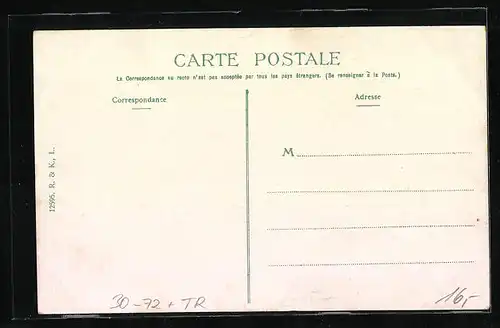 CARTE POSTALE
La Correspondance au recto n'est pas acceptée par tous les pays étrangers. (Se renseigner à la Poste.)
Correspondance
Adresse
M
12595, R. & K., L.
30-72 + TR
16,-